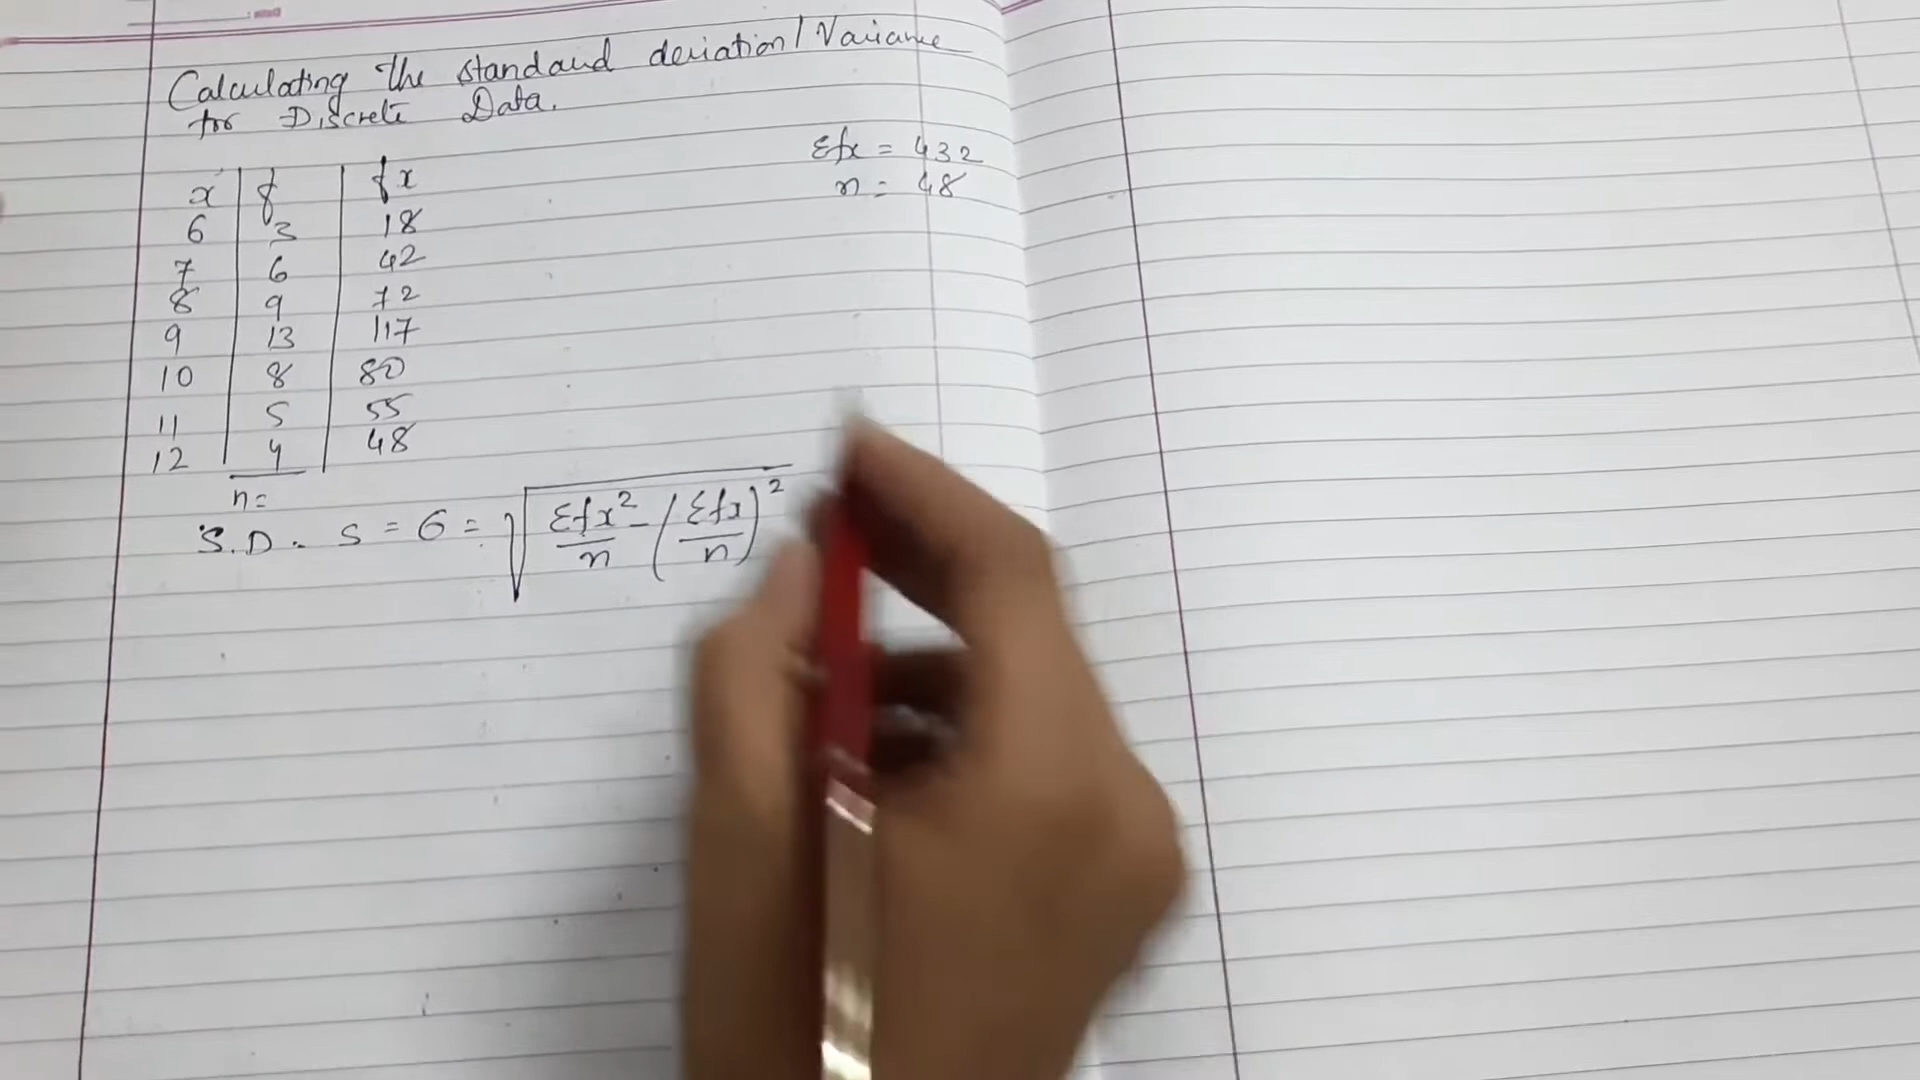 Calculating the standard deviation/Variance
for Discrete Data.
Σfx = 432
n = 48
x f fx
6 3 18
7 6 42
8 9 72
9 13 117
10 8 80
11 5 55
12 4 48
n=
S.D. S = σ = √(Σfx²/n - (Σfx/n)²)